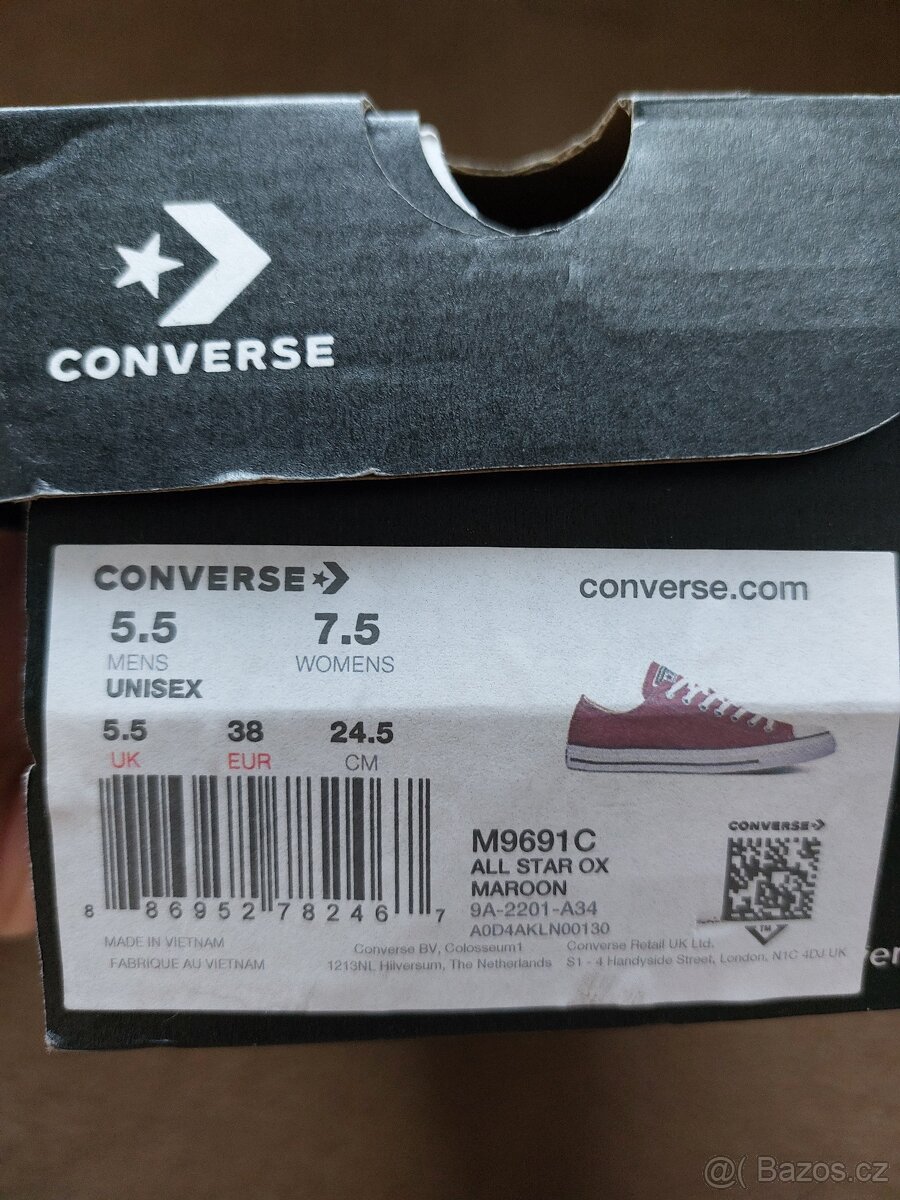 CONVERSE
CONVERSE converse.com
5.5 7.5
MENS WOMENS
UNISEX
5.5 38 24.5
UK EUR CM
8 86952 78246 7
CONVERSE
M9691C
ALL STAR OX
MAROON
9A-2201-A34
A0D4AKLN00130
TM
MADE IN VIETNAM
FABRIQUE AU VIETNAM
Converse BV, Colosseum1
1213NL Hilversum, The Netherlands
Converse Retail UK Ltd.
S1 - 4 Handyside Street, London, N1C 4DJ UK
@( Bazos.cz